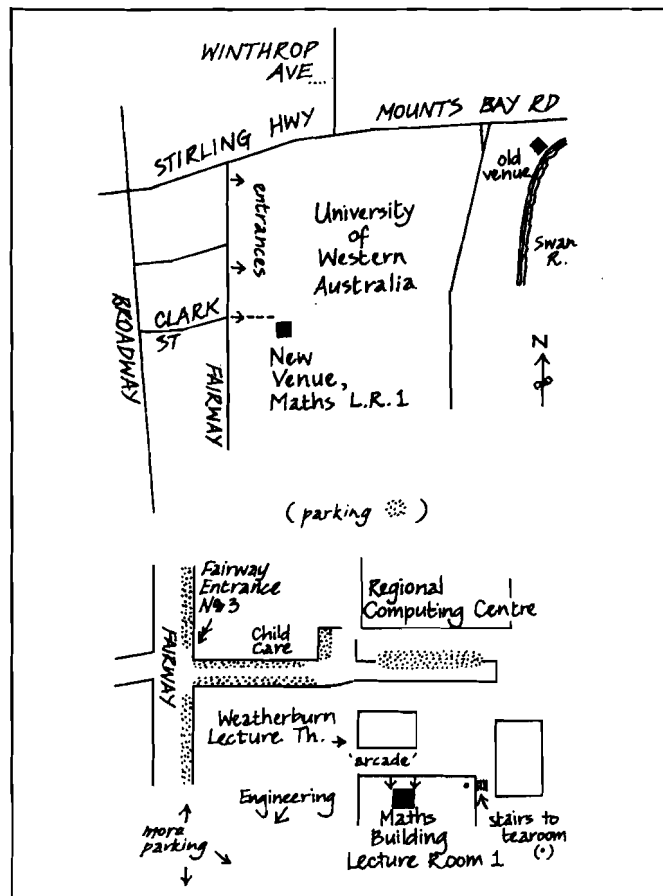 WINTHROP
AVE
MOUNTS BAY RD
STIRLING HWY
old
venue
entrances
University
of
Western
Australia
Swan
R.
CLARK
ST
BROADWAY
FAIRWAY
New
Venue,
Maths L.R.1
N
(parking )
Fairway
Entrance
No 3
Regional
Computing Centre
Child
Care
FAIRWAY
Weatherburn
Lecture Th.
'arcade'
Engineering
more
parking
Maths
Building
Lecture Room 1
stairs to
tearoom
(•)